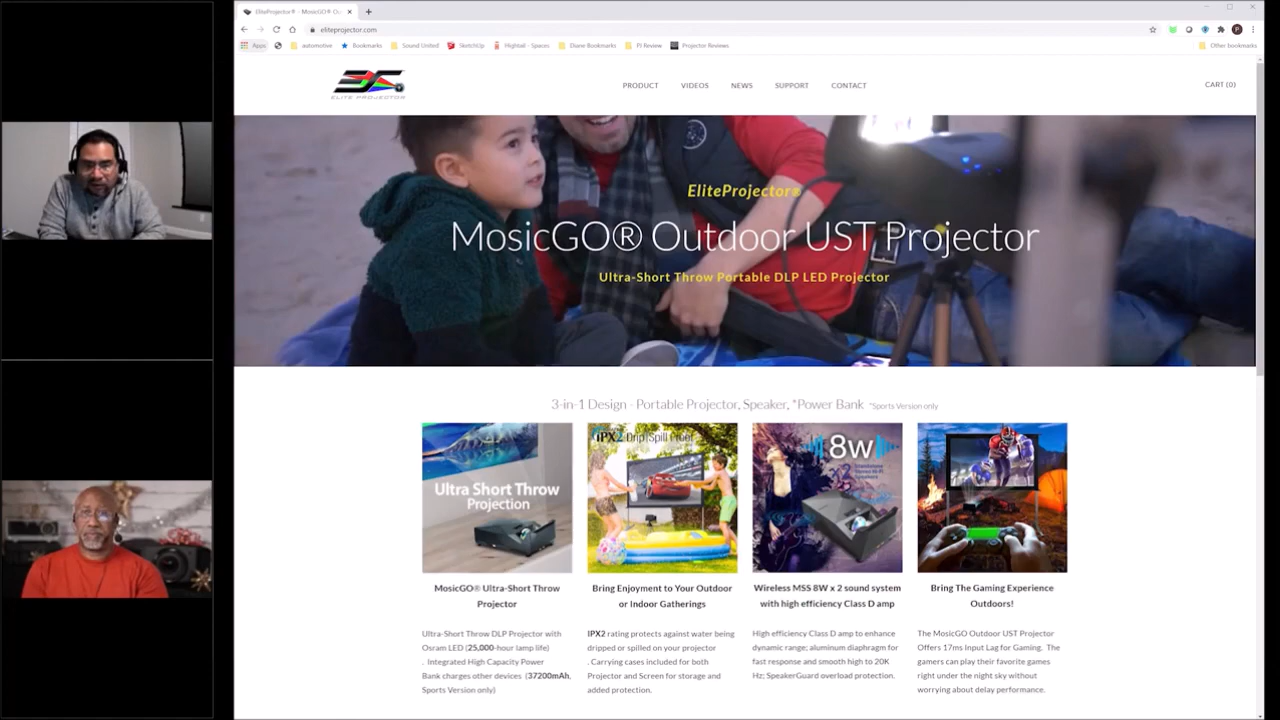 EliteProjector® - MosicGO® Ou
eliteprojector.com
Apps
automotive
Bookmarks
Sound United
SketchUp
Hightail - Spaces
Diane Bookmarks
PJ Review
Projector Reviews
Other bookmarks
ELITE PROJECTOR
PRODUCT VIDEOS NEWS SUPPORT CONTACT
CART (0)
EliteProjector®
MosicGO® Outdoor UST Projector
Ultra-Short Throw Portable DLP LED Projector
3-in-1 Design - Portable Projector, Speaker, *Power Bank *Sports Version only
Ultra Short Throw
Projection
MosicGO® Ultra-Short Throw
Projector
Ultra-Short Throw DLP Projector with
Osram LED (25,000-hour lamp life)
. Integrated High Capacity Power
Bank charges other devices (37200mAh,
Sports Version only)
IPX2 Drip|Spill Proof
Bring Enjoyment to Your Outdoor
or Indoor Gatherings
IPX2 rating protects against water being
dripped or spilled on your projector
. Carrying cases included for both
Projector and Screen for storage and
added protection.
8w
Wireless MSS 8W x 2 sound system
with high efficiency Class D amp
High efficiency Class D amp to enhance
dynamic range; aluminum diaphragm for
fast response and smooth high to 20K
Hz; SpeakerGuard overload protection.
Bring The Gaming Experience
Outdoors!
The MosicGO Outdoor UST Projector
Offers 17ms Input Lag for Gaming. The
gamers can play their favorite games
right under the night sky without
worrying about delay performance.